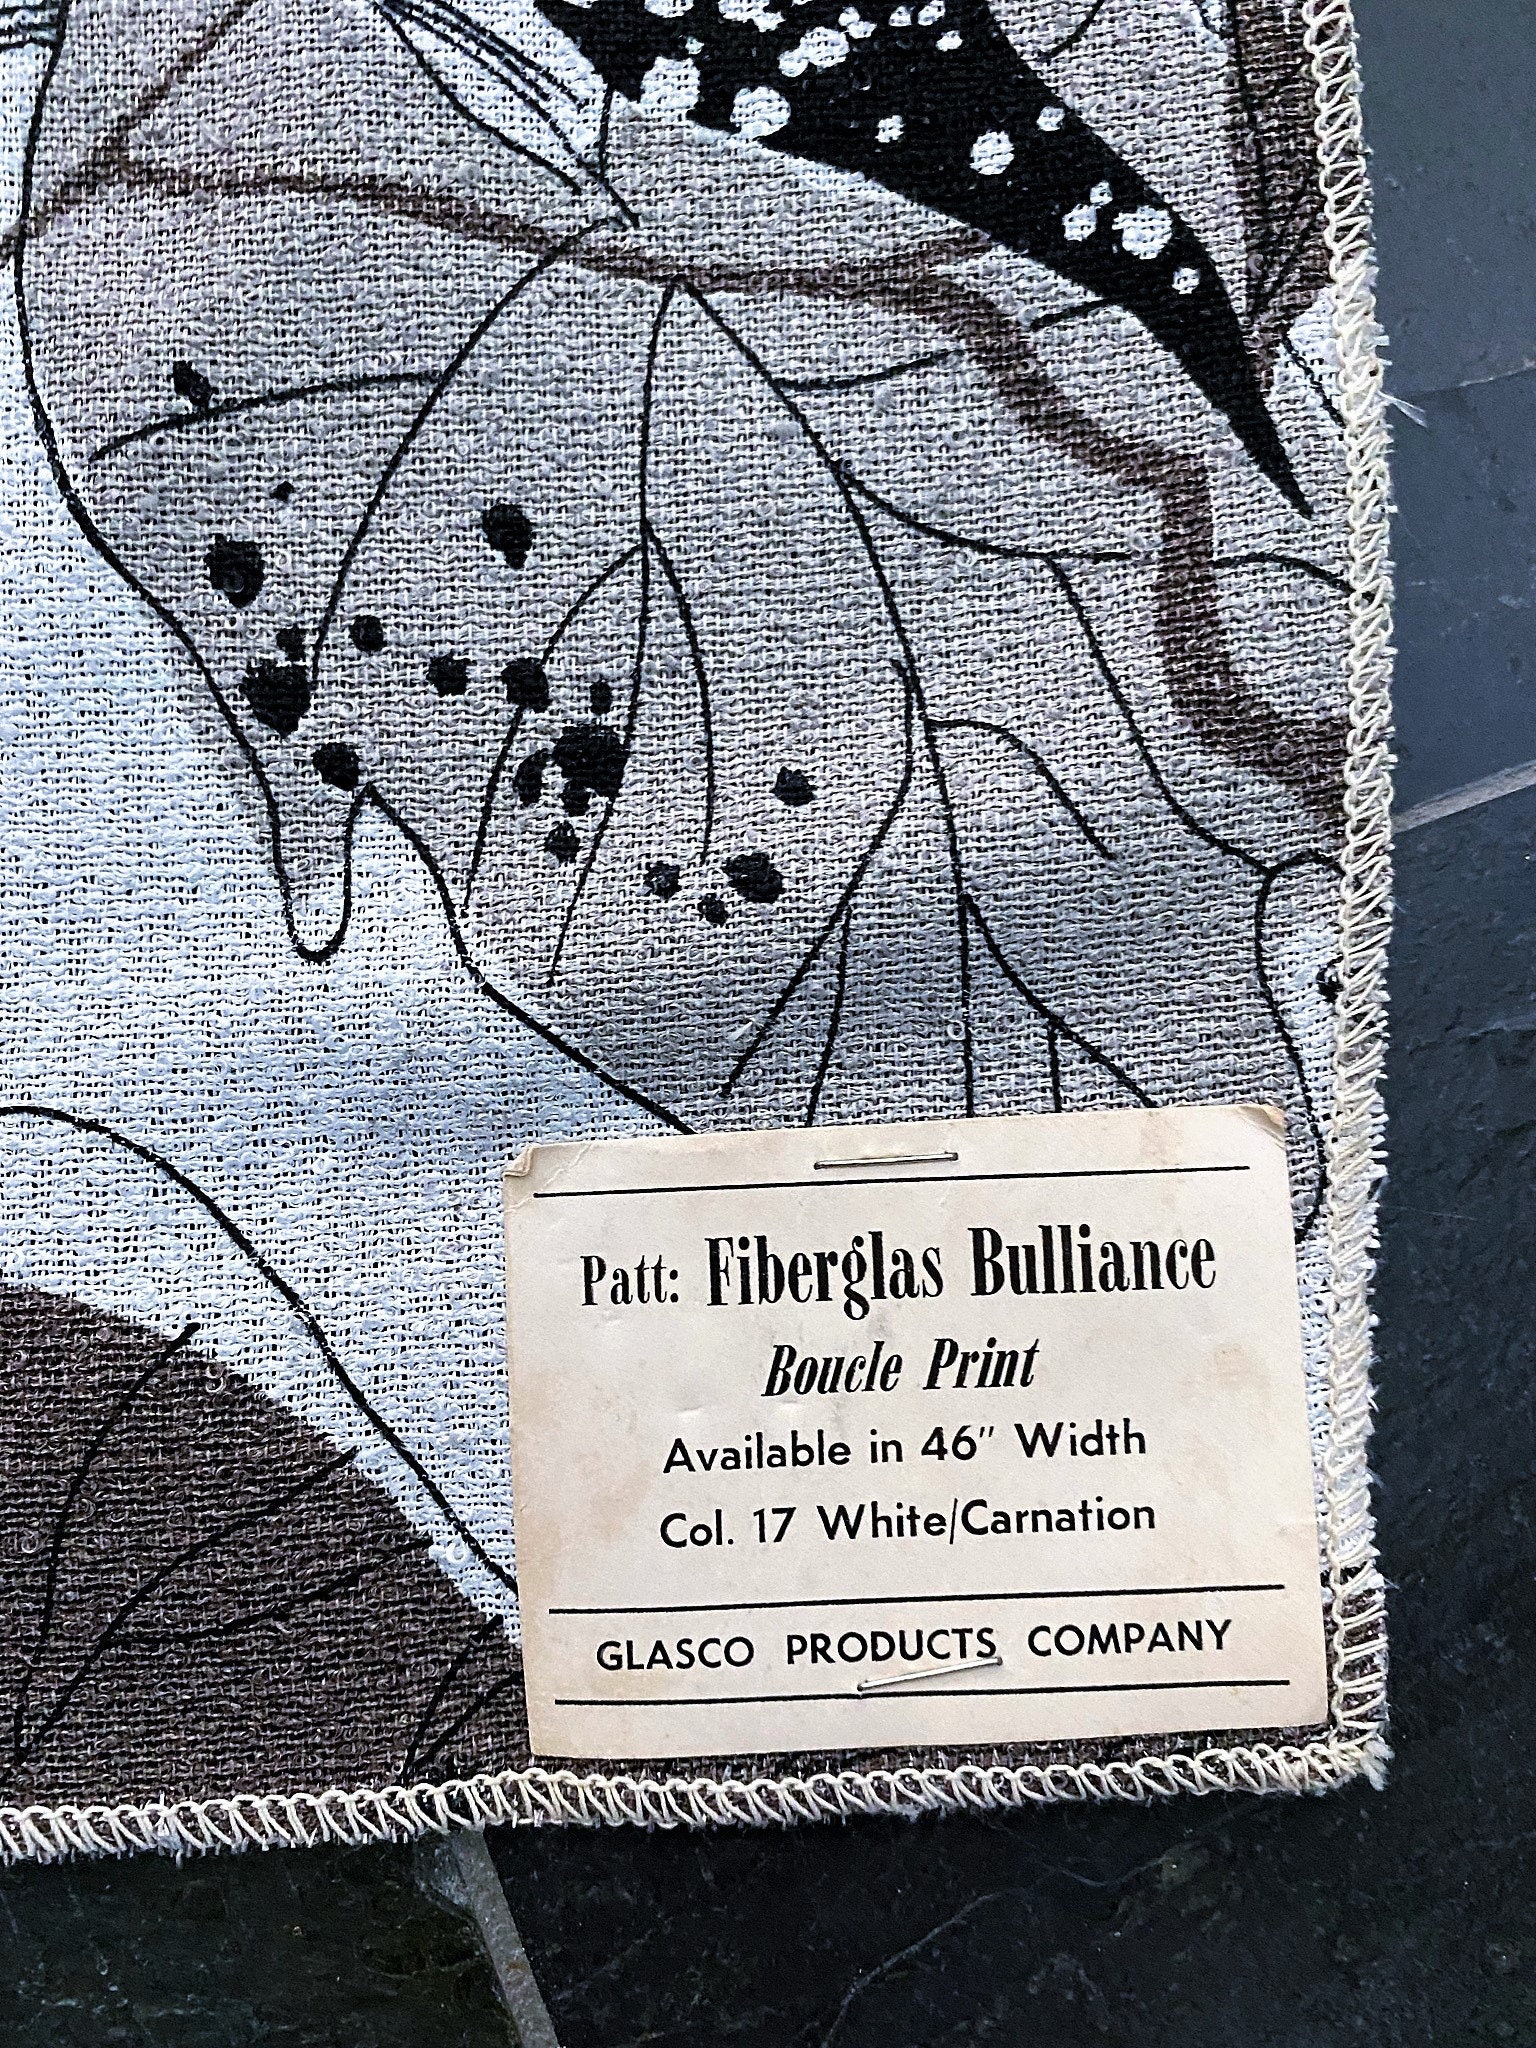 Patt: Fiberglas Bulliance
Boucle Print
Available in 46" Width
Col. 17 White/Carnation
GLASCO PRODUCTS COMPANY